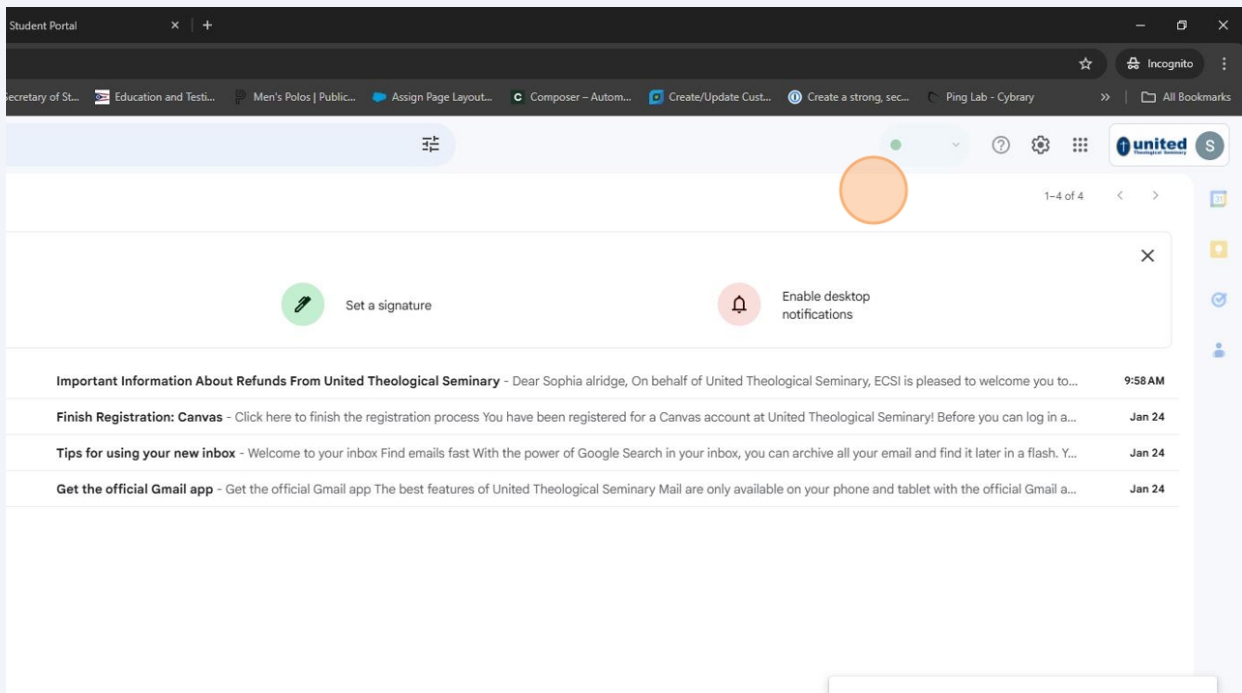 Student Portal
Incognito
Secretary of St... Education and Testi... Men's Polos | Public... Assign Page Layout... Composer – Autom... Create/Update Cust... Create a strong, sec... Ping Lab - Cybrary » All Bookmarks
united S
Theological Seminary
1–4 of 4
31
Set a signature
Enable desktop
notifications
Important Information About Refunds From United Theological Seminary - Dear Sophia alridge, On behalf of United Theological Seminary, ECSI is pleased to welcome you to... 9:58 AM
Finish Registration: Canvas - Click here to finish the registration process You have been registered for a Canvas account at United Theological Seminary! Before you can log in a... Jan 24
Tips for using your new inbox - Welcome to your inbox Find emails fast With the power of Google Search in your inbox, you can archive all your email and find it later in a flash. Y... Jan 24
Get the official Gmail app - Get the official Gmail app The best features of United Theological Seminary Mail are only available on your phone and tablet with the official Gmail a... Jan 24